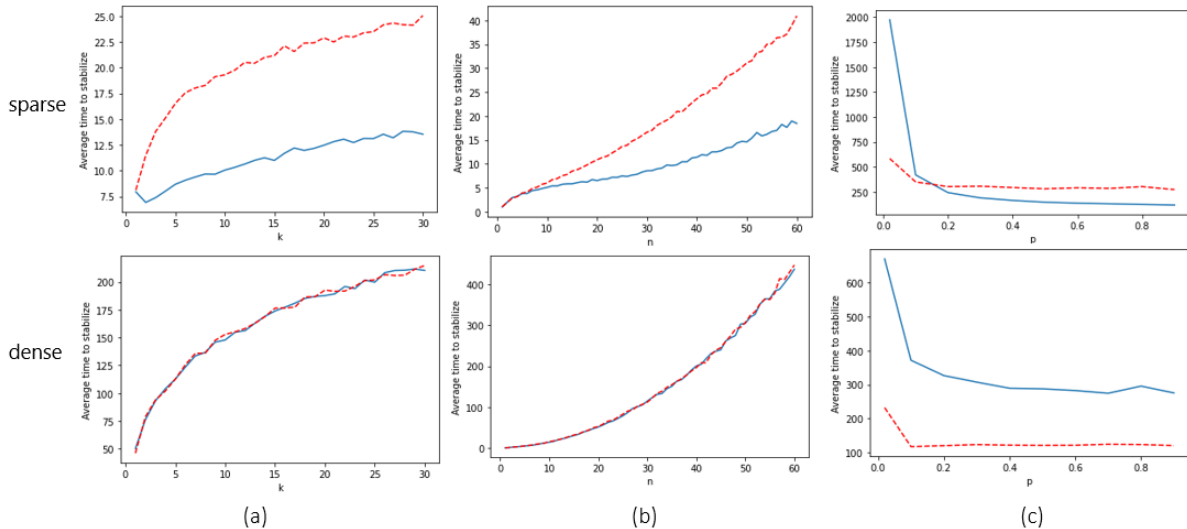 sparse
Average time to stabilize
25.0
22.5
20.0
17.5
15.0
12.5
10.0
7.5
0 5 10 15 20 25 30
k
Average time to stabilize
40
35
30
25
20
15
10
5
0
0 10 20 30 40 50 60
n
Average time to stabilize
2000
1750
1500
1250
1000
750
500
250
0.0 0.2 0.4 0.6 0.8
p
dense
Average time to stabilize
200
175
150
125
100
75
50
0 5 10 15 20 25 30
k
Average time to stabilize
400
300
200
100
0
0 10 20 30 40 50 60
n
Average time to stabilize
600
500
400
300
200
100
0.0 0.2 0.4 0.6 0.8
p
(a) (b) (c)